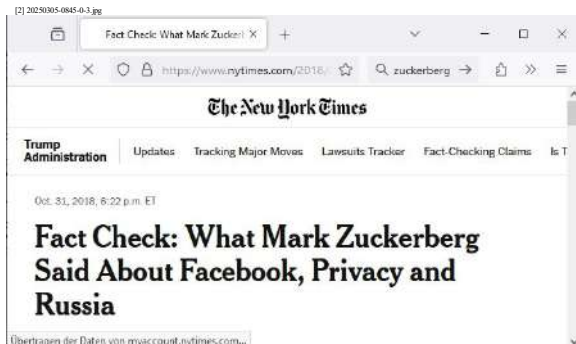 [2] 20250305-0845-0-3.jpg
Fact Check: What Mark Zuckerl
https://www.nytimes.com/2018/
zuckerberg
The New York Times
Trump Administration Updates Tracking Major Moves Lawsuits Tracker Fact-Checking Claims Is T
Oct. 31, 2018, 6:22 p.m. ET
Fact Check: What Mark Zuckerberg
Said About Facebook, Privacy and
Russia
Übertragen der Daten von myaccount.nytimes.com...